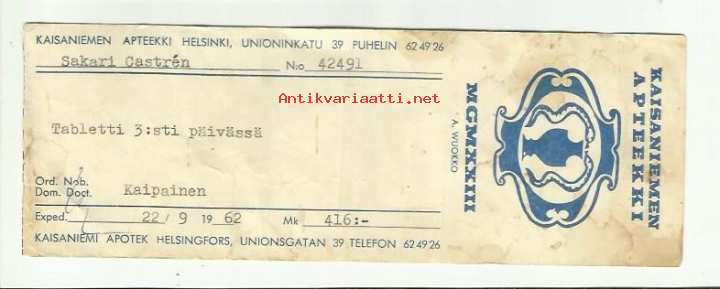 KAISANIEMEN APTEEKKI HELSINKI, UNIONINKATU 39 PUHELIN 62 49 26
Sakari Castrén N:o 42491
Antikvariaatti.net
Tabletti 3:sti päivässä
Ord. Nob.
Dom. Doct. Kaipainen
Exped. 22/9 1962 Mk 416:-
KAISANIEMI APOTEK HELSINGFORS, UNIONSGATAN 39 TELEFON 62 49 26
KAISANIEMEN
APTEEKKI
MCMXXIII
A. WUOKKO